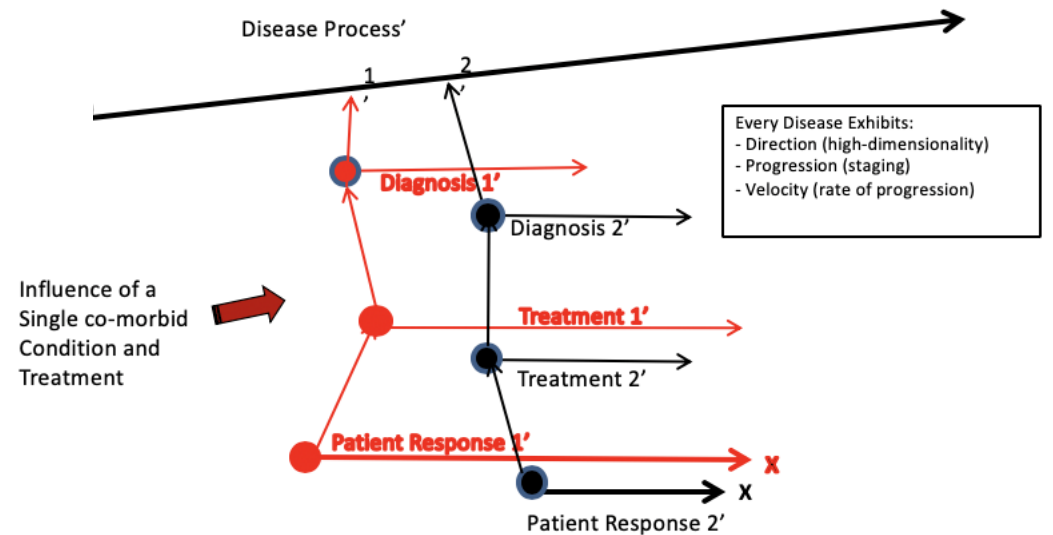 Disease Process’
1’
2’
Every Disease Exhibits:
- Direction (high-dimensionality)
- Progression (staging)
- Velocity (rate of progression)
Diagnosis 1’
Diagnosis 2’
Influence of a
Single co-morbid
Condition and
Treatment
Treatment 1’
Treatment 2’
Patient Response 1’
X
X
Patient Response 2’